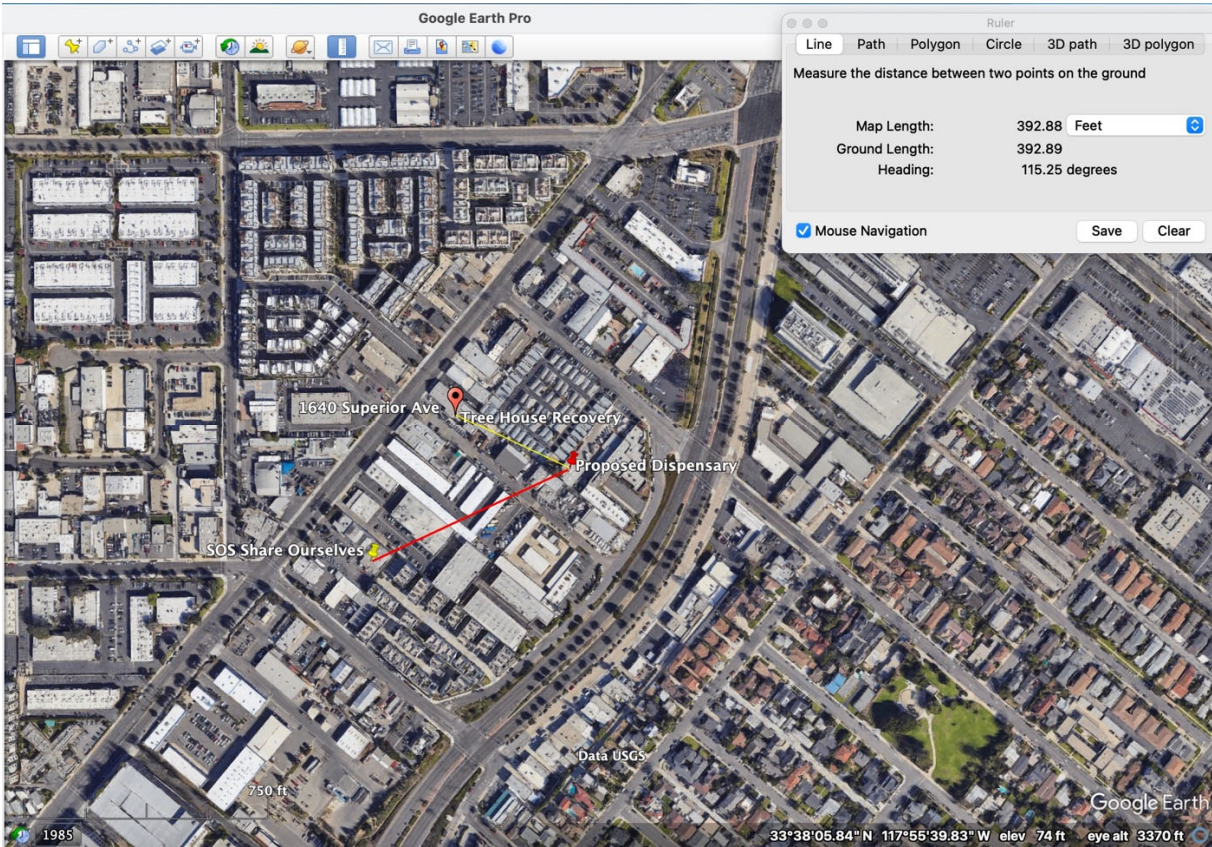 Google Earth Pro
Ruler
Line Path Polygon Circle 3D path 3D polygon
Measure the distance between two points on the ground
Map Length: 392.88 Feet
Ground Length: 392.89
Heading: 115.25 degrees
Mouse Navigation Save Clear
1640 Superior Ave
Tree House Recovery
Proposed Dispensary
SOS Share Ourselves
Data USGS
750 ft
Google Earth
1985
33°38'05.84" N 117°55'39.83" W elev 74 ft eye alt 3370 ft